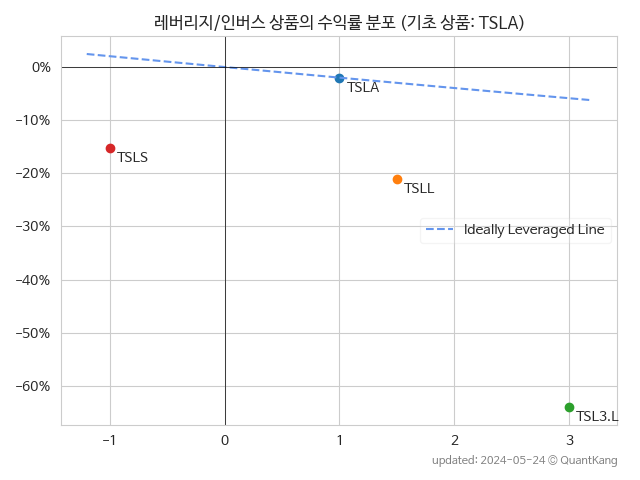 레버리지/인버스 상품의 수익률 분포 (기초 상품: TSLA)
0%
−10%
−20%
−30%
−40%
−50%
−60%
TSLA
TSLS
TSLL
Ideally Leveraged Line
TSL3.L
−1 0 1 2 3
updated: 2024-05-24 © QuantKang